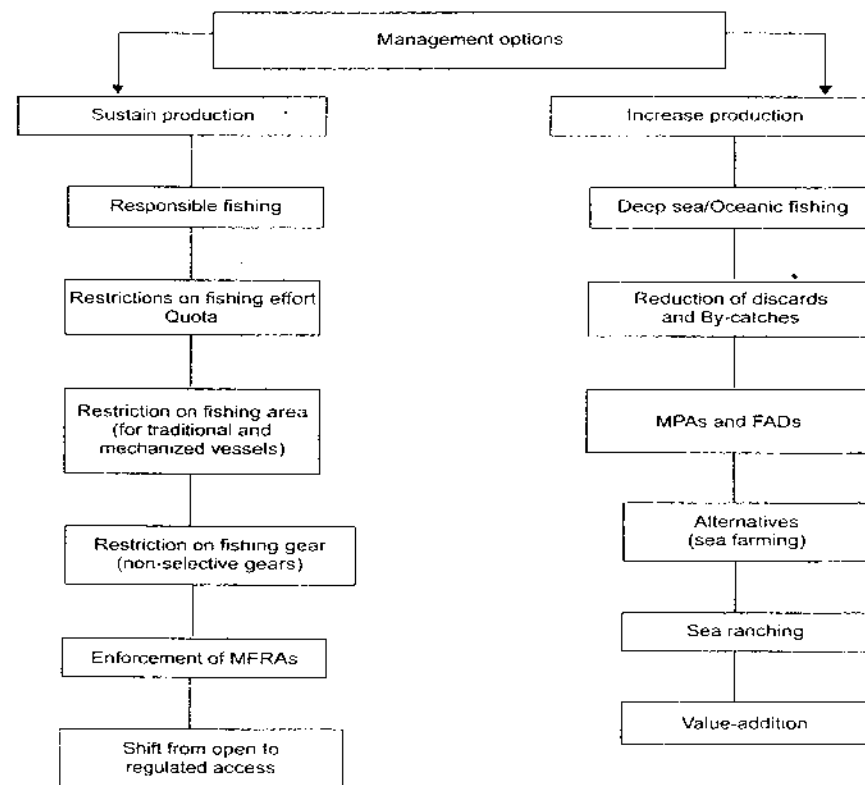 Management options
Sustain production
Responsible fishing
Restrictions on fishing effort
Quota
Restriction on fishing area
(for traditional and
mechanized vessels)
Restriction on fishing gear
(non-selective gears)
Enforcement of MFRAs
Shift from open to
regulated access
Increase production
Deep sea/Oceanic fishing
Reduction of discards
and By-catches
MPAs and FADs
Alternatives
(sea farming)
Sea ranching
Value-addition